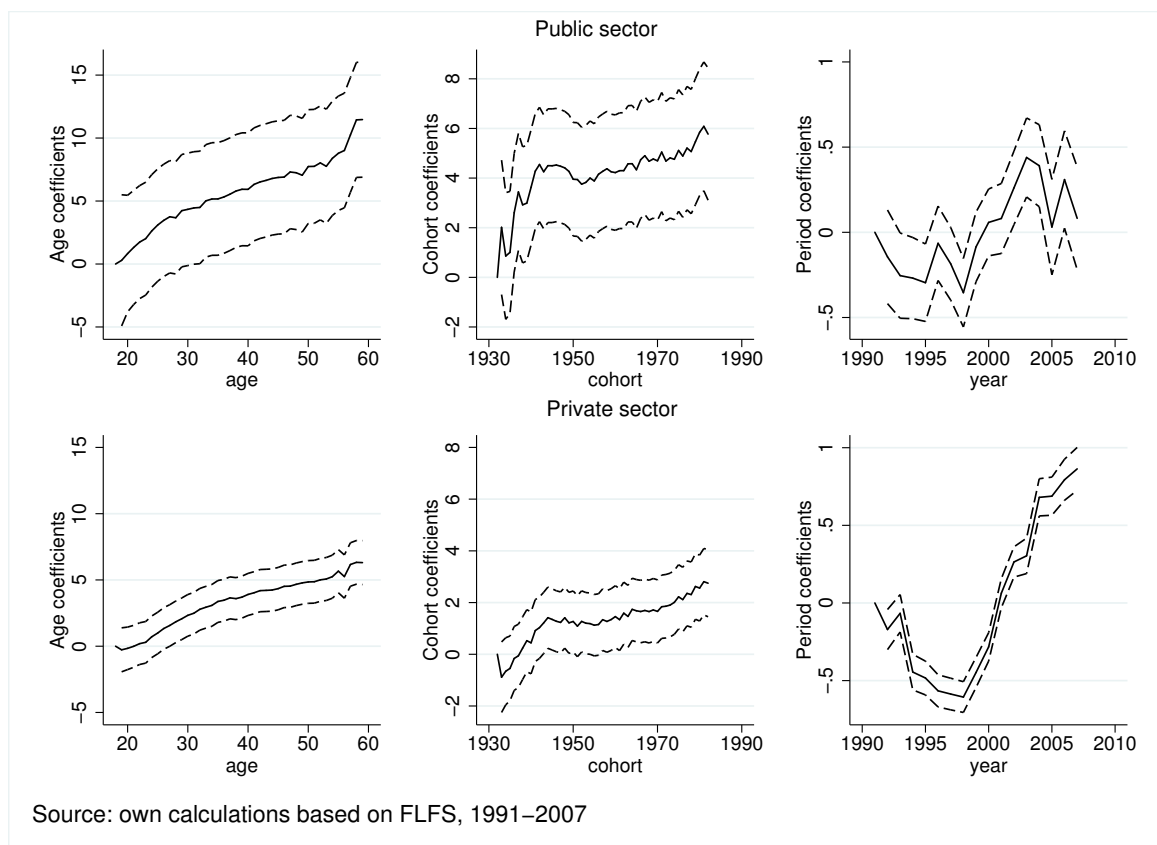 Public sector
Age coefficients
−5 0 5 10 15
20 30 40 50 60
age
Cohort coefficients
−2 0 2 4 6 8
1930 1950 1970 1990
cohort
Period coefficients
−.5 0 .5 1
1990 1995 2000 2005 2010
year
Private sector
Age coefficients
−5 0 5 10 15
20 30 40 50 60
age
Cohort coefficients
−2 0 2 4 6 8
1930 1950 1970 1990
cohort
Period coefficients
−.5 0 .5 1
1990 1995 2000 2005 2010
year
Source: own calculations based on FLFS, 1991−2007